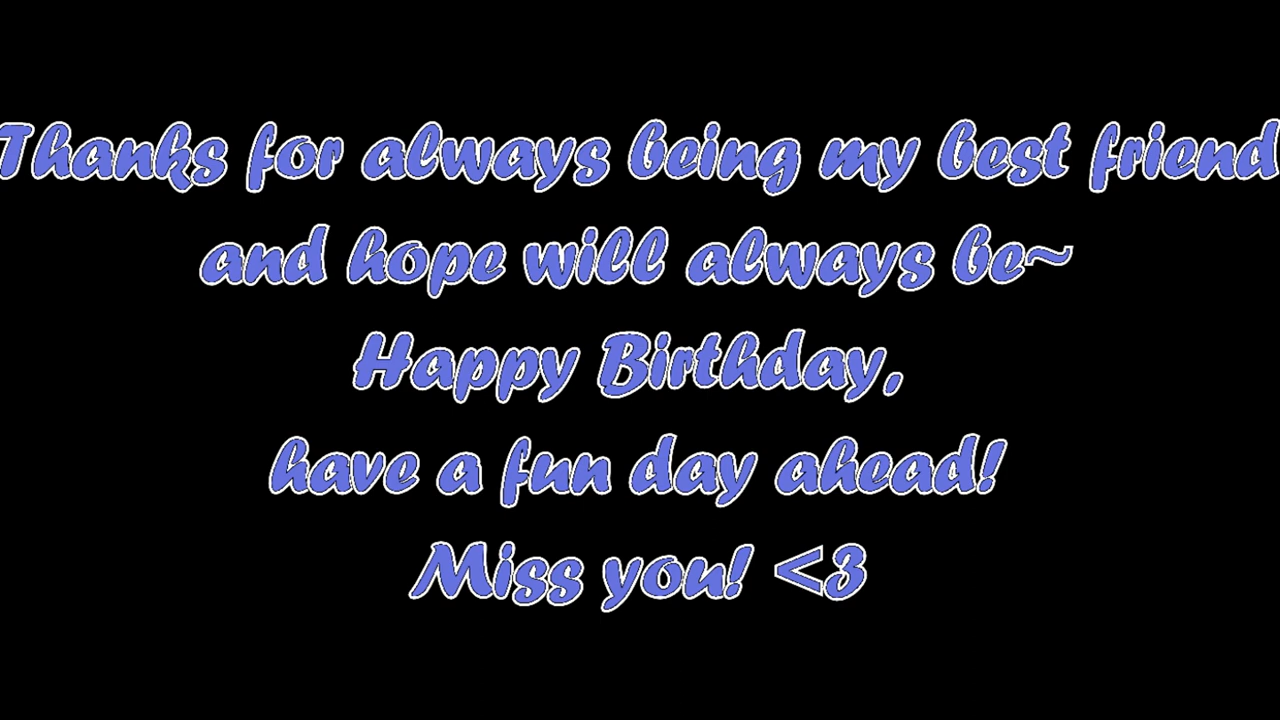 Thanks for always being my best friend
and hope will always be~
Happy Birthday,
have a fun day ahead!
Miss you! <3